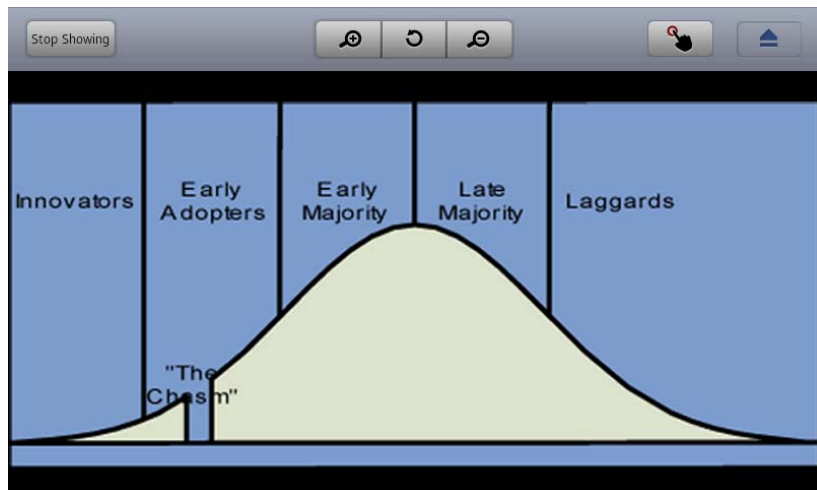 Stop Showing
Innovators
Early
Adopters
Early
Majority
Late
Majority
Laggards
"The
Chasm"